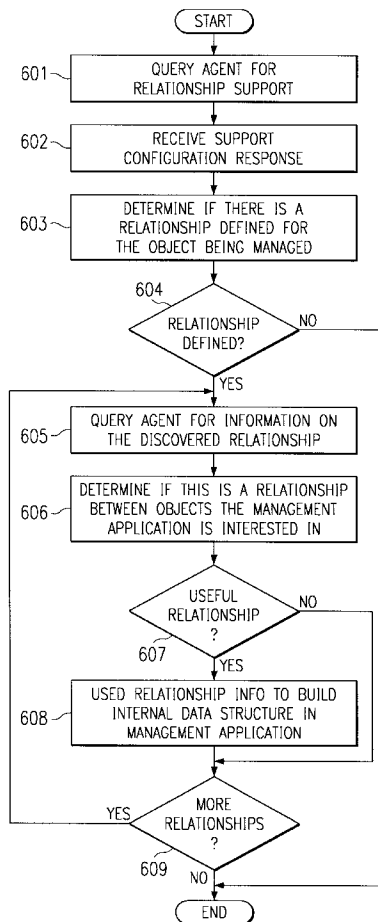 START
601
QUERY AGENT FOR
RELATIONSHIP SUPPORT
602
RECEIVE SUPPORT
CONFIGURATION RESPONSE
603
DETERMINE IF THERE IS A
RELATIONSHIP DEFINED FOR
THE OBJECT BEING MANAGED
604
RELATIONSHIP
DEFINED?
NO
YES
605
QUERY AGENT FOR INFORMATION ON
THE DISCOVERED RELATIONSHIP
606
DETERMINE IF THIS IS A RELATIONSHIP
BETWEEN OBJECTS THE MANAGEMENT
APPLICATION IS INTERESTED IN
USEFUL
RELATIONSHIP
?
NO
607
YES
608
USED RELATIONSHIP INFO TO BUILD
INTERNAL DATA STRUCTURE IN
MANAGEMENT APPLICATION
YES
MORE
RELATIONSHIPS
?
609
NO
END